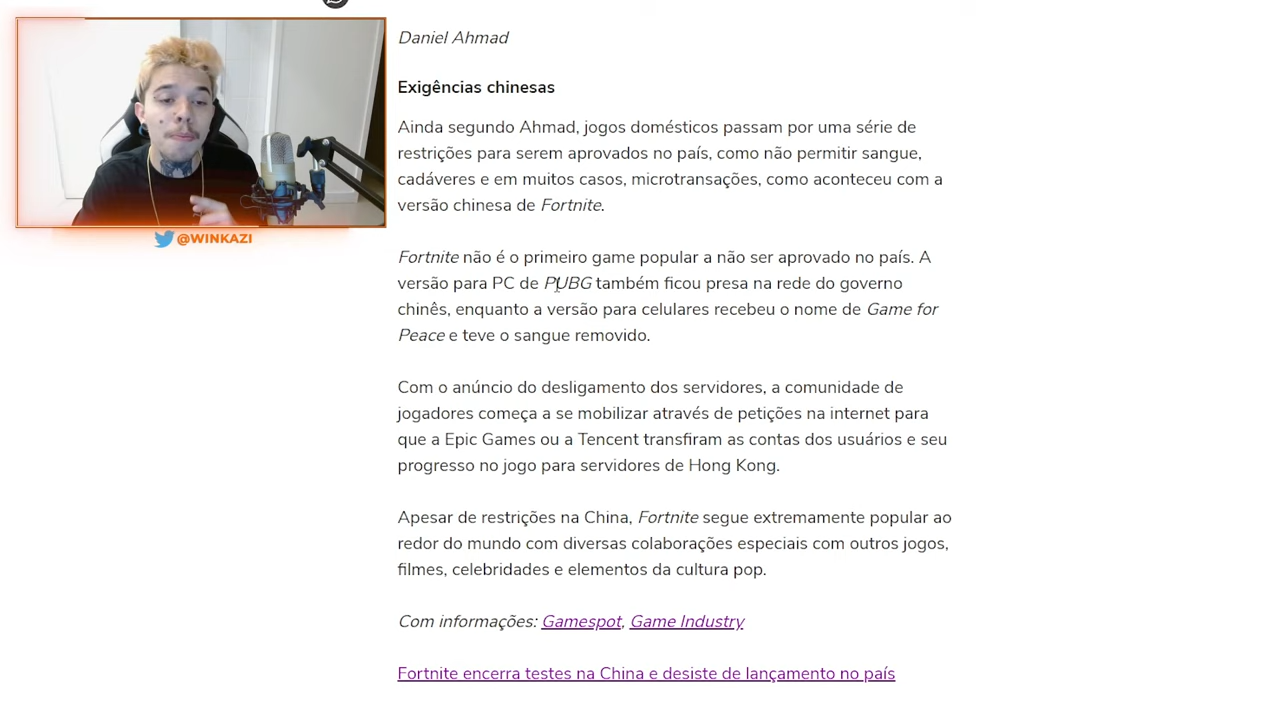 Daniel Ahmad
Exigências chinesas
Ainda segundo Ahmad, jogos domésticos passam por uma série de
restrições para serem aprovados no país, como não permitir sangue,
cadáveres e em muitos casos, microtransações, como aconteceu com a
versão chinesa de Fortnite.
@WINKAZI
Fortnite não é o primeiro game popular a não ser aprovado no país. A
versão para PC de PUBG também ficou presa na rede do governo
chinês, enquanto a versão para celulares recebeu o nome de Game for
Peace e teve o sangue removido.
Com o anúncio do desligamento dos servidores, a comunidade de
jogadores começa a se mobilizar através de petições na internet para
que a Epic Games ou a Tencent transfiram as contas dos usuários e seu
progresso no jogo para servidores de Hong Kong.
Apesar de restrições na China, Fortnite segue extremamente popular ao
redor do mundo com diversas colaborações especiais com outros jogos,
filmes, celebridades e elementos da cultura pop.
Com informações: Gamespot, Game Industry
Fortnite encerra testes na China e desiste de lançamento no país